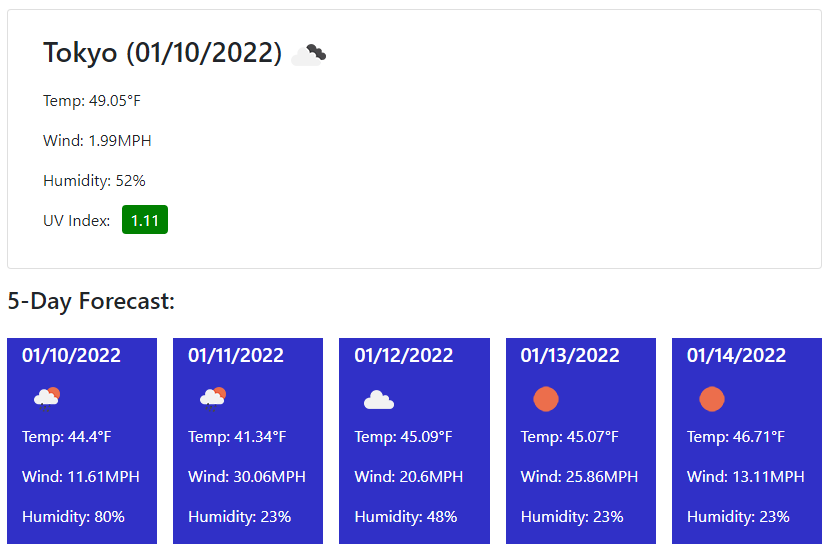 Tokyo (01/10/2022)
Temp: 49.05°F
Wind: 1.99MPH
Humidity: 52%
UV Index: 1.11
5-Day Forecast:
01/10/2022
Temp: 44.4°F
Wind: 11.61MPH
Humidity: 80%
01/11/2022
Temp: 41.34°F
Wind: 30.06MPH
Humidity: 23%
01/12/2022
Temp: 45.09°F
Wind: 20.6MPH
Humidity: 48%
01/13/2022
Temp: 45.07°F
Wind: 25.86MPH
Humidity: 23%
01/14/2022
Temp: 46.71°F
Wind: 13.11MPH
Humidity: 23%